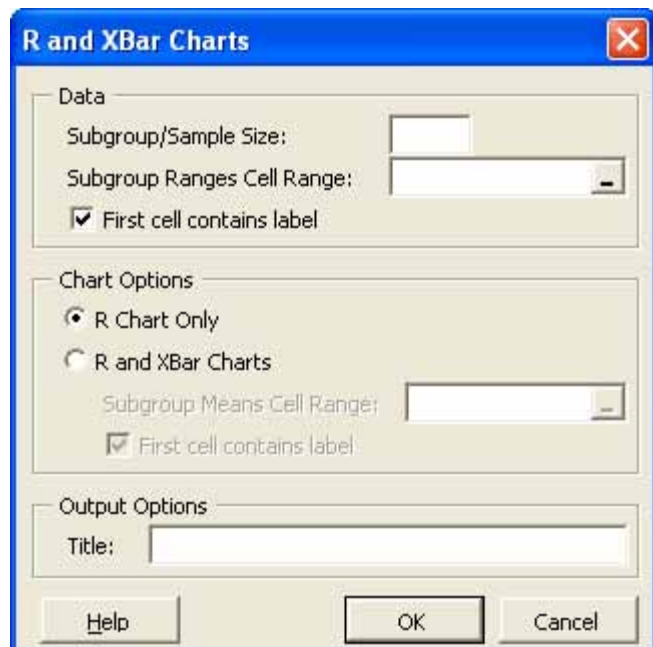 R and XBar Charts
Data
Subgroup/Sample Size:
Subgroup Ranges Cell Range:
First cell contains label
Chart Options
R Chart Only
R and XBar Charts
Subgroup Means Cell Range:
First cell contains label
Output Options
Title:
Help OK Cancel